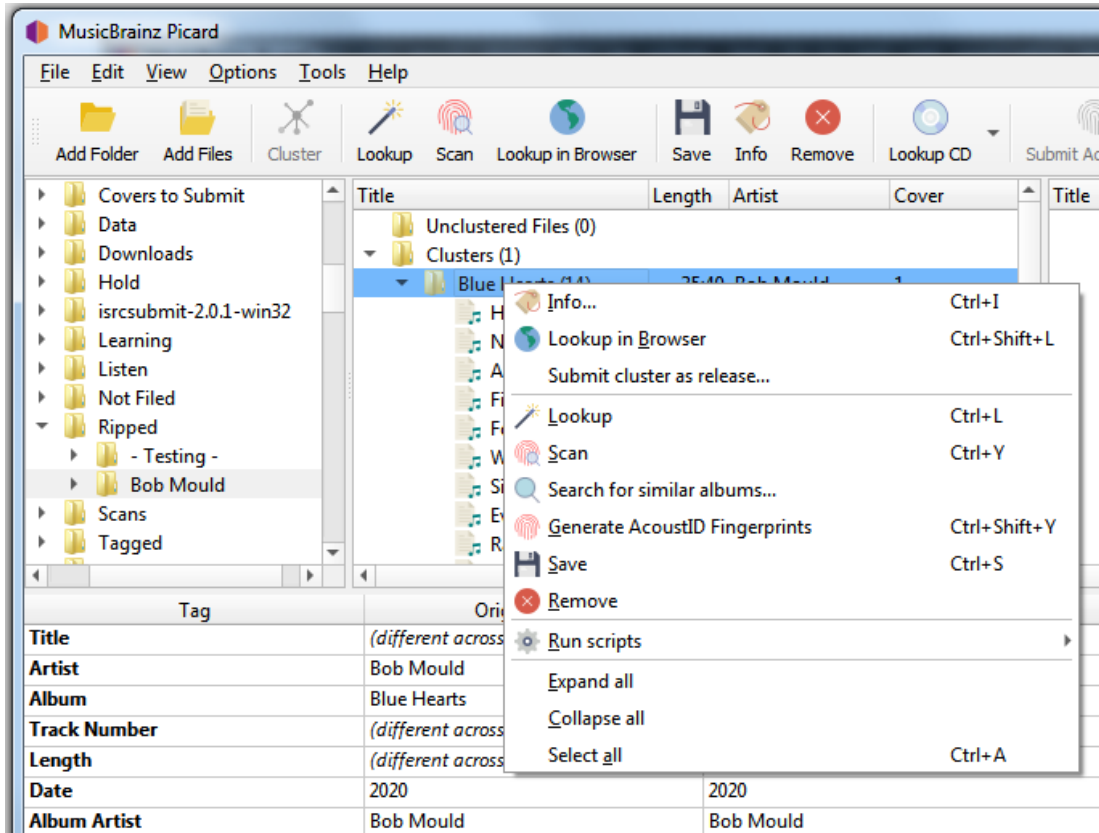 MusicBrainz Picard
File Edit View Options Tools Help
Add Folder Add Files Cluster Lookup Scan Lookup in Browser Save Info Remove Lookup CD Submit
Covers to Submit
Data
Downloads
Hold
isrcsubmit-2.0.1-win32
Learning
Listen
Not Filed
Ripped
- Testing -
Bob Mould
Scans
Tagged
Title Length Artist Cover Title
Unclustered Files (0)
Clusters (1)
Blue Hearts (14) 35:40 Bob Mould 1
Info... Ctrl+I
Lookup in Browser Ctrl+Shift+L
Submit cluster as release...
Lookup Ctrl+L
Scan Ctrl+Y
Search for similar albums...
Generate AcoustID Fingerprints Ctrl+Shift+Y
Save Ctrl+S
Remove
Run scripts
Expand all
Collapse all
Select all Ctrl+A
Tag
Title (different across
Artist Bob Mould
Album Blue Hearts
Track Number (different across
Length (different across
Date 2020 2020
Album Artist Bob Mould Bob Mould